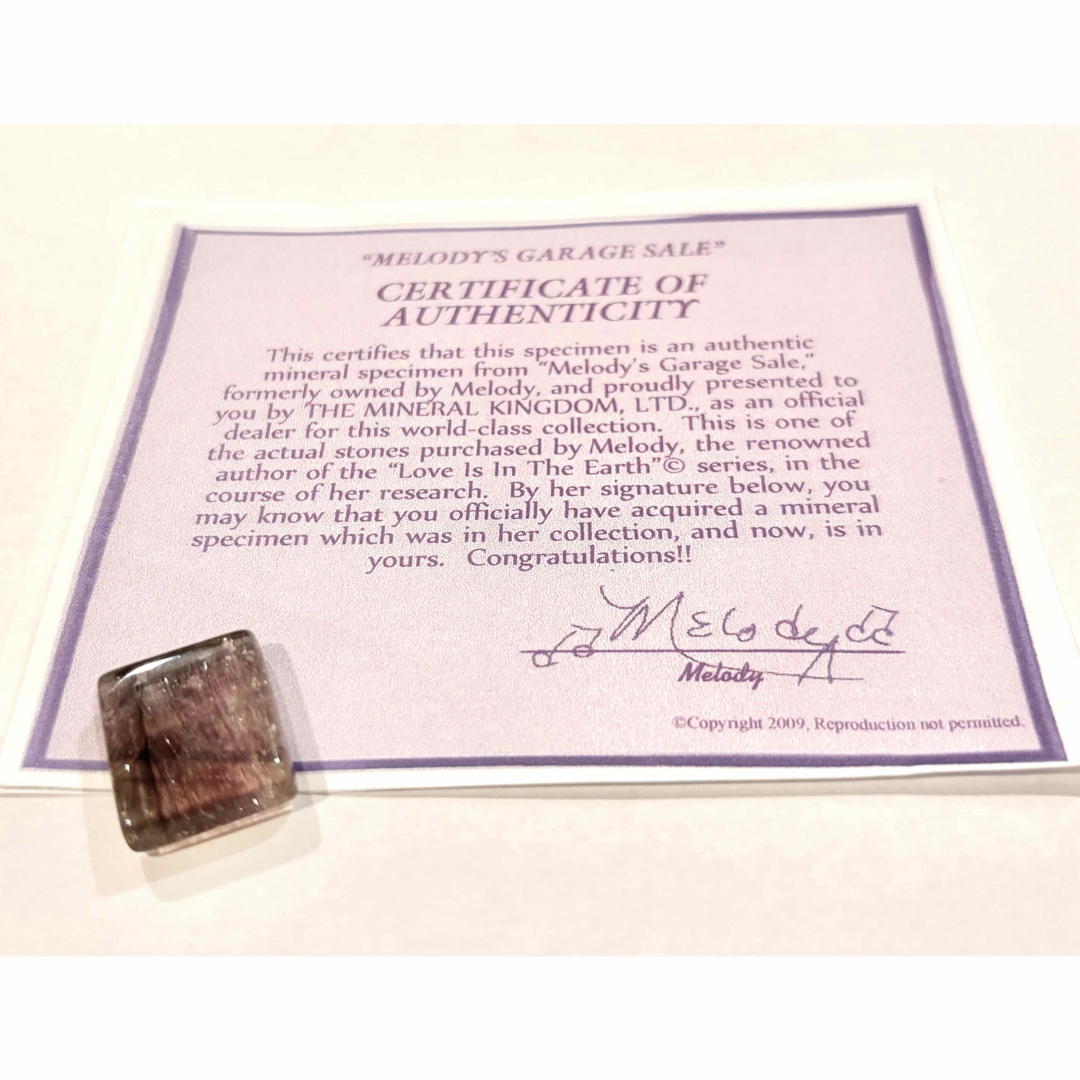 “MELODY’S GARAGE SALE”
CERTIFICATE OF
AUTHENTICITY
This certifies that this specimen is an authentic
mineral specimen from “Melody’s Garage Sale,”
formerly owned by Melody, and proudly presented to
you by THE MINERAL KINGDOM, LTD., as an official
dealer for this world-class collection. This is one of
the actual stones purchased by Melody, the renowned
author of the “Love Is In The Earth”© series, in the
course of her research. By her signature below, you
may know that you officially have acquired a mineral
specimen which was in her collection, and now, is in
yours. Congratulations!!
Melody
Melody
©Copyright 2009, Reproduction not permitted.